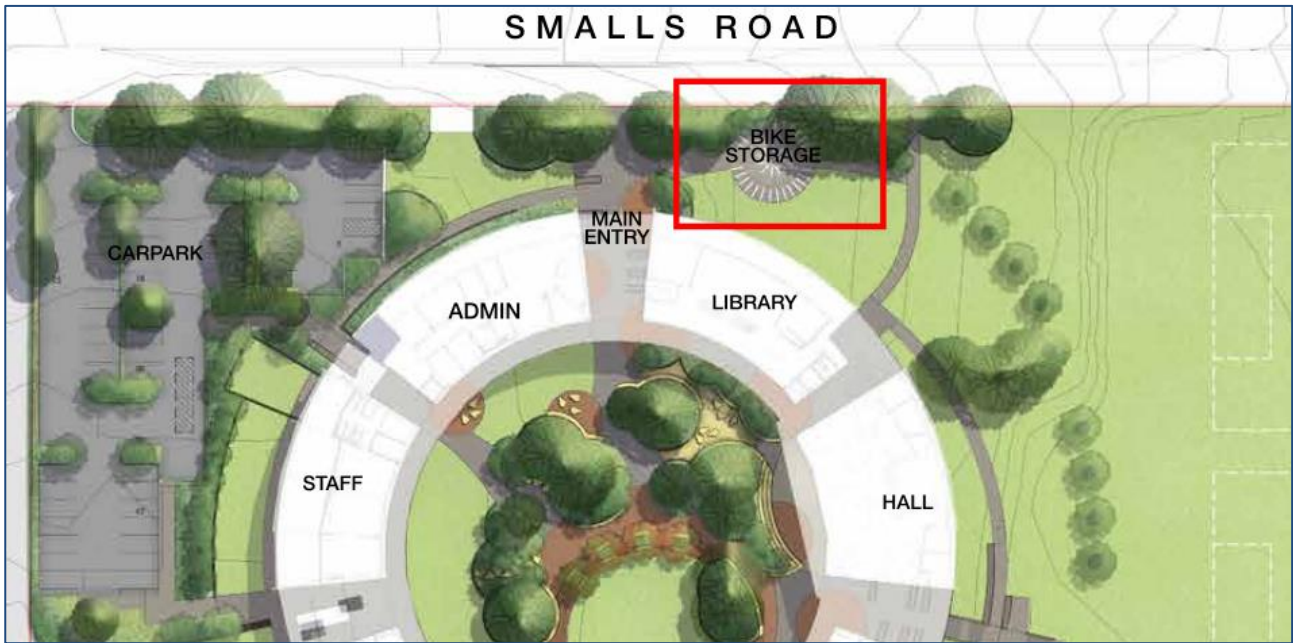 SMALLS ROAD
BIKE
STORAGE
MAIN
ENTRY
CARPARK
ADMIN
LIBRARY
STAFF
HALL